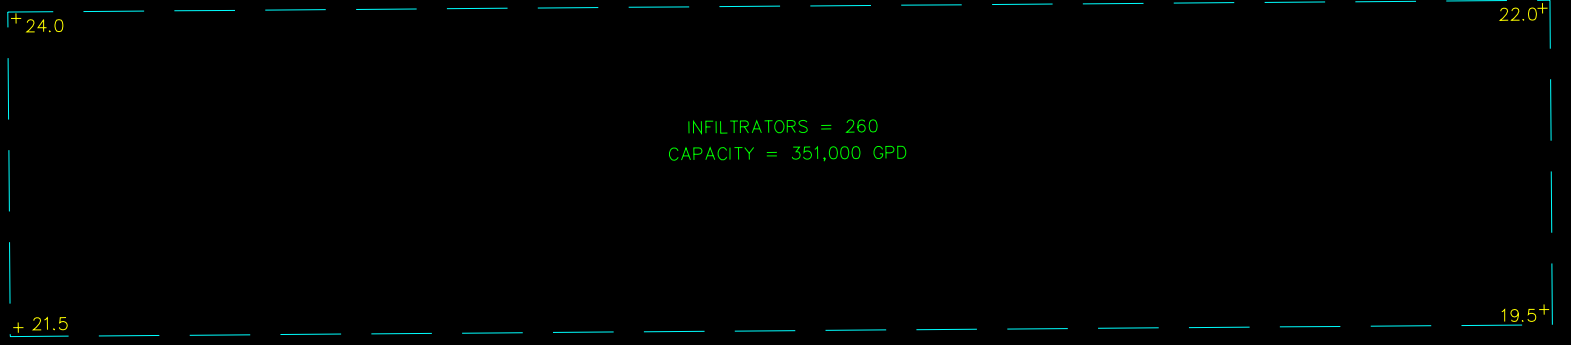 24.0
22.0
INFILTRATORS = 260
CAPACITY = 351,000 GPD
21.5
19.5